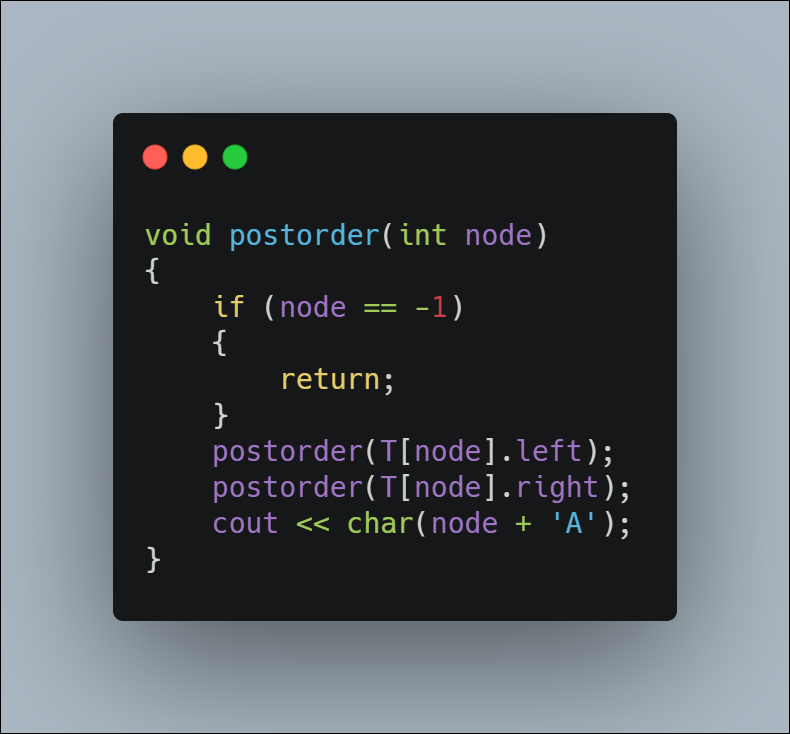 void postorder(int node)
{
    if (node == -1)
    {
        return;
    }
    postorder(T[node].left);
    postorder(T[node].right);
    cout << char(node + 'A');
}